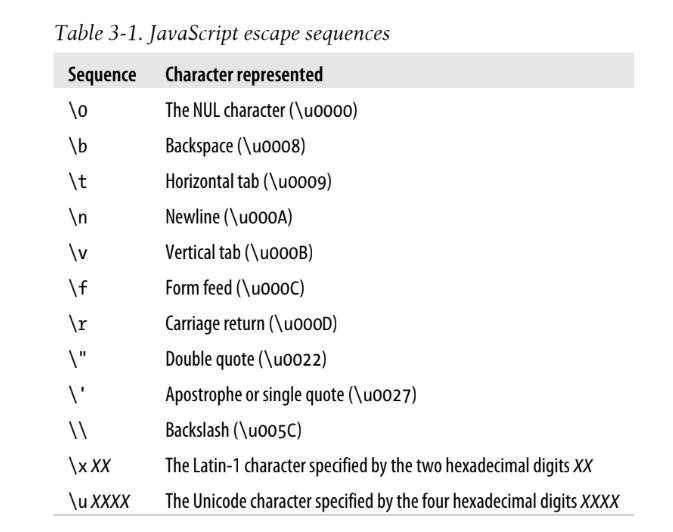 Table 3-1. JavaScript escape sequences
Sequence Character represented
\0 The NUL character (\u0000)
\b Backspace (\u0008)
\t Horizontal tab (\u0009)
\n Newline (\u000A)
\v Vertical tab (\u000B)
\f Form feed (\u000C)
\r Carriage return (\u000D)
\" Double quote (\u0022)
\' Apostrophe or single quote (\u0027)
\\ Backslash (\u005C)
\x XX The Latin-1 character specified by the two hexadecimal digits XX
\u XXXX The Unicode character specified by the four hexadecimal digits XXXX